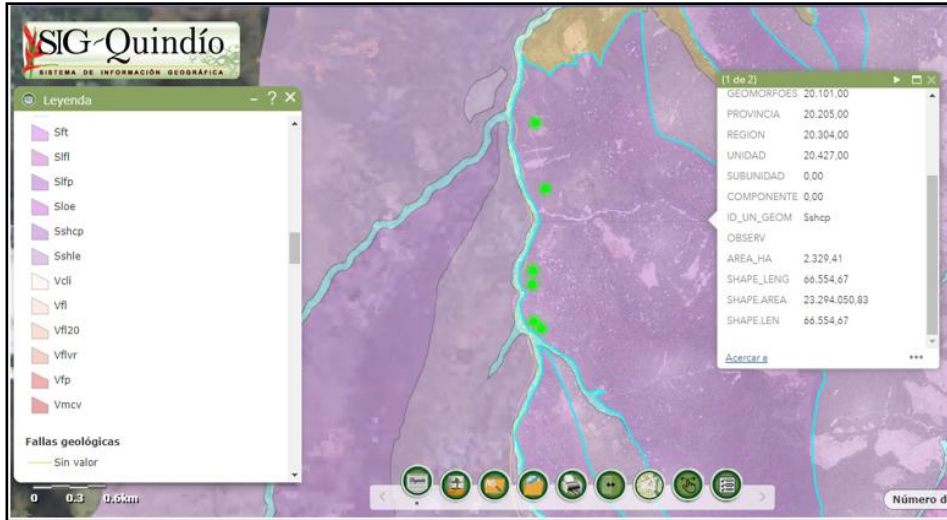 SIG-Quindío
SISTEMA DE INFORMACIÓN GEOGRÁFICA
Leyenda
Sft
Slfl
Slfp
Sloe
Sshcp
Sshle
Vcli
Vfl
Vfl20
Vflvr
Vfp
Vmcv
Fallas geológicas
Sin valor
0 0.3 0.6km
(1 de 2)
GEOMORFOES 20.101,00
PROVINCIA 20.205,00
REGION 20.304,00
UNIDAD 20.427,00
SUBUNIDAD 0,00
COMPONENTE 0,00
ID_UN_GEOM Sshcp
OBSERV
AREA_HA 2.329,41
SHAPE_LENG 66.554,67
SHAPE.AREA 23.294.050,83
SHAPE.LEN 66.554,67
Acercar a
Número d